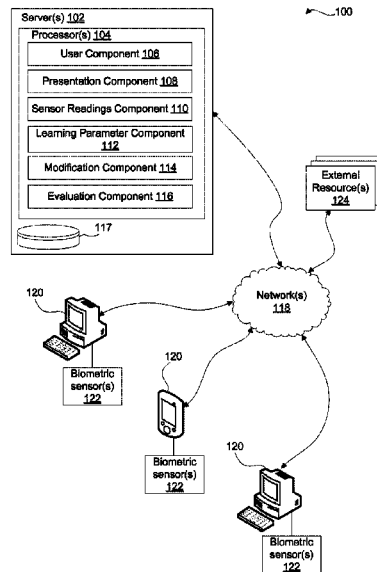 100
Server(s) 102
Processor(s) 104
User Component 106
Presentation Component 108
Sensor Readings Component 110
Learning Parameter Component
112
Modification Component 114
Evaluation Component 116
117
External
Resource(s)
124
Network(s)
118
120
Biometric
sensor(s)
122
120
Biometric
sensor(s)
122
120
Biometric
sensor(s)
122